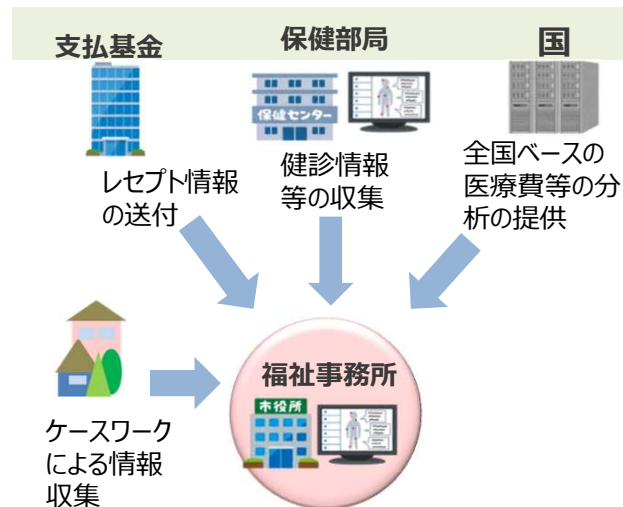 支払基金
保健部局
国
保健センター
レセプト情報
の送付
健診情報
等の収集
全国ベースの
医療費等の分
析の提供
福祉事務所
市役所
ケースワーク
による情報
収集